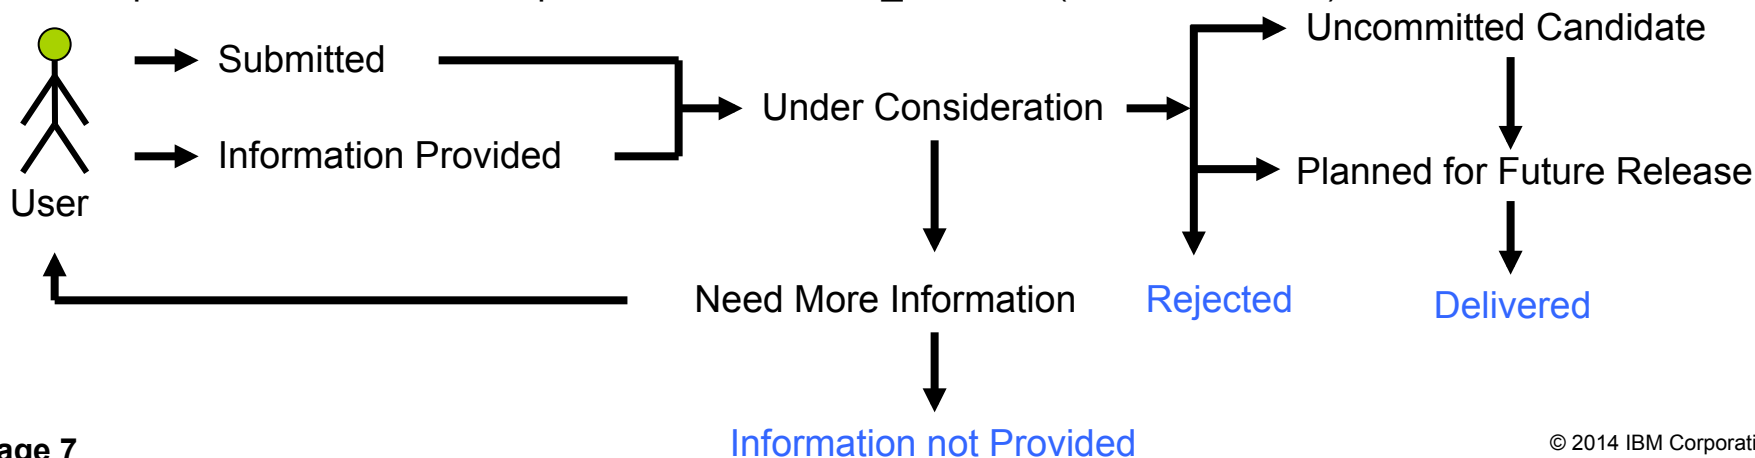 Uncommitted Candidate
Submitted
Under Consideration
Information Provided
Planned for Future Release
User
Need More Information
Rejected
Delivered
Information not Provided
7
© 2014 IBM